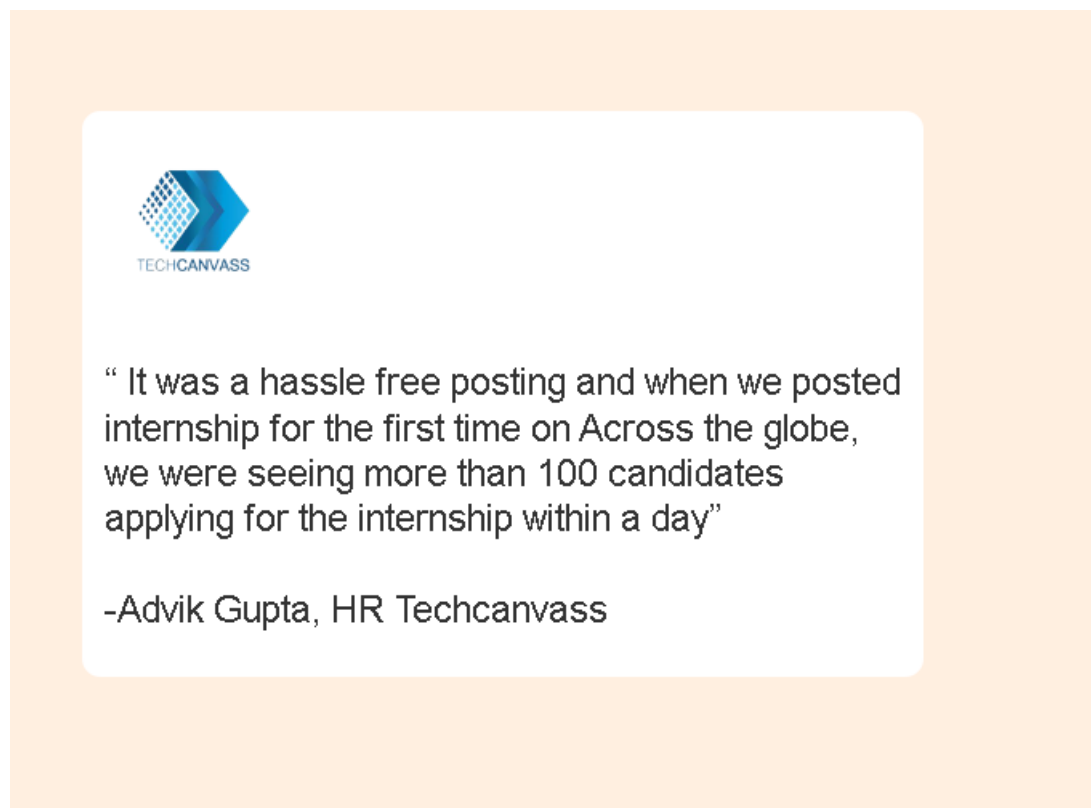 TECHCANVASS
“ It was a hassle free posting and when we posted
internship for the first time on Across the globe,
we were seeing more than 100 candidates
applying for the internship within a day”
-Advik Gupta, HR Techcanvass